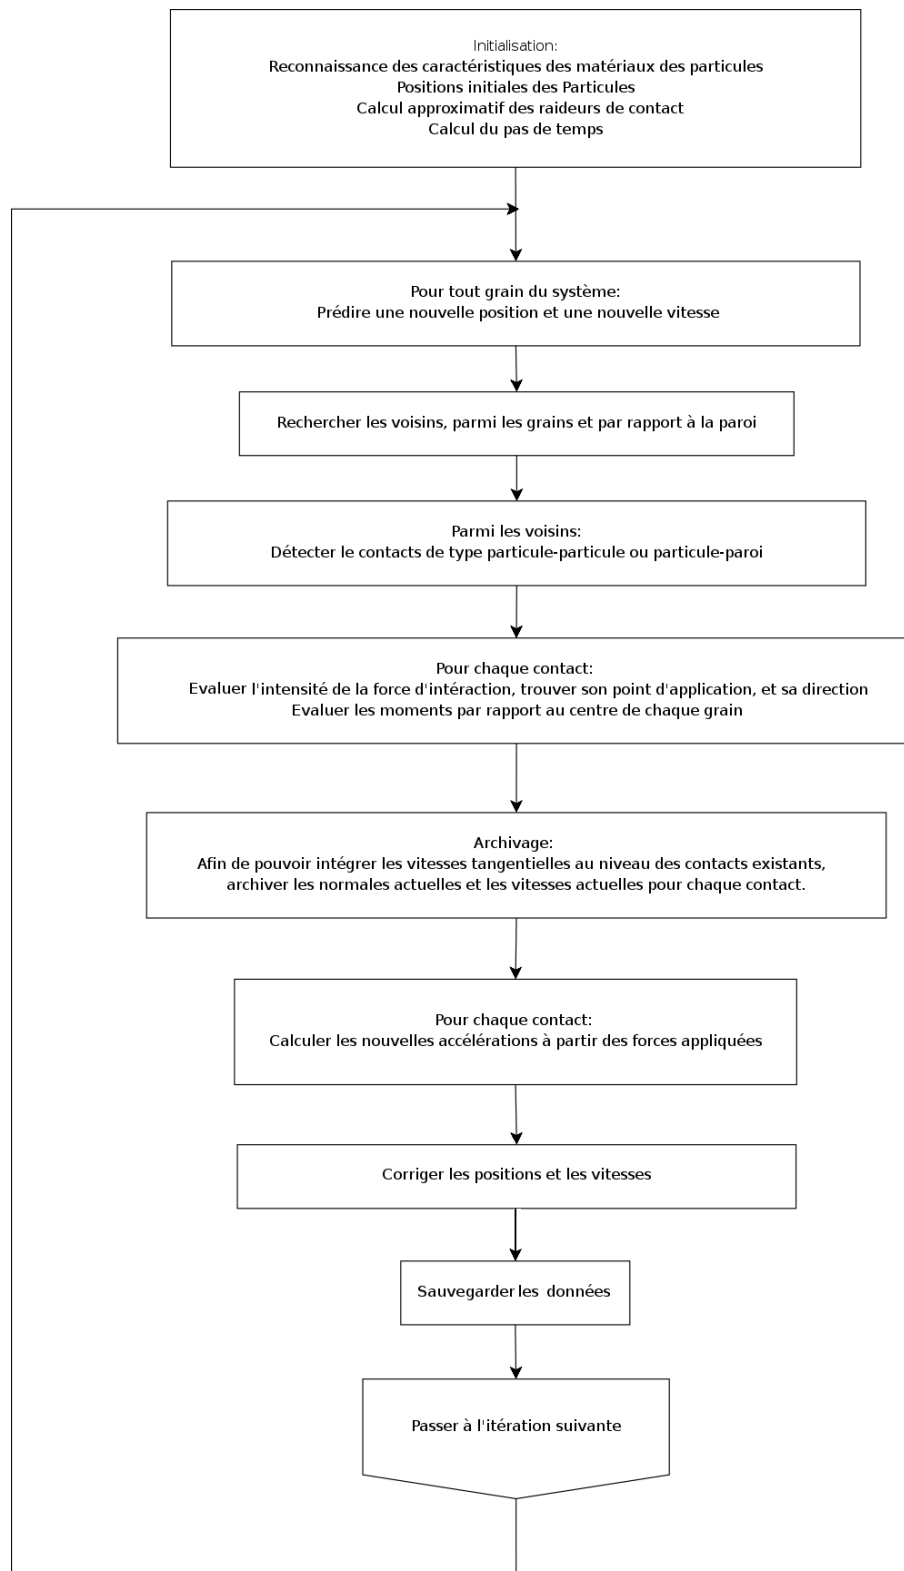 Initialisation:
Reconnaissance des caractéristiques des matériaux des particules
Positions initiales des Particules
Calcul approximatif des raideurs de contact
Calcul du pas de temps
Pour tout grain du système:
Prédire une nouvelle position et une nouvelle vitesse
Rechercher les voisins, parmi les grains et par rapport à la paroi
Parmi les voisins:
Détecter le contacts de type particule-particule ou particule-paroi
Pour chaque contact:
Evaluer l'intensité de la force d'intéraction, trouver son point d'application, et sa direction
Evaluer les moments par rapport au centre de chaque grain
Archivage:
Afin de pouvoir intégrer les vitesses tangentielles au niveau des contacts existants,
archiver les normales actuelles et les vitesses actuelles pour chaque contact.
Pour chaque contact:
Calculer les nouvelles accélérations à partir des forces appliquées
Corriger les positions et les vitesses
Sauvegarder les données
Passer à l'itération suivante